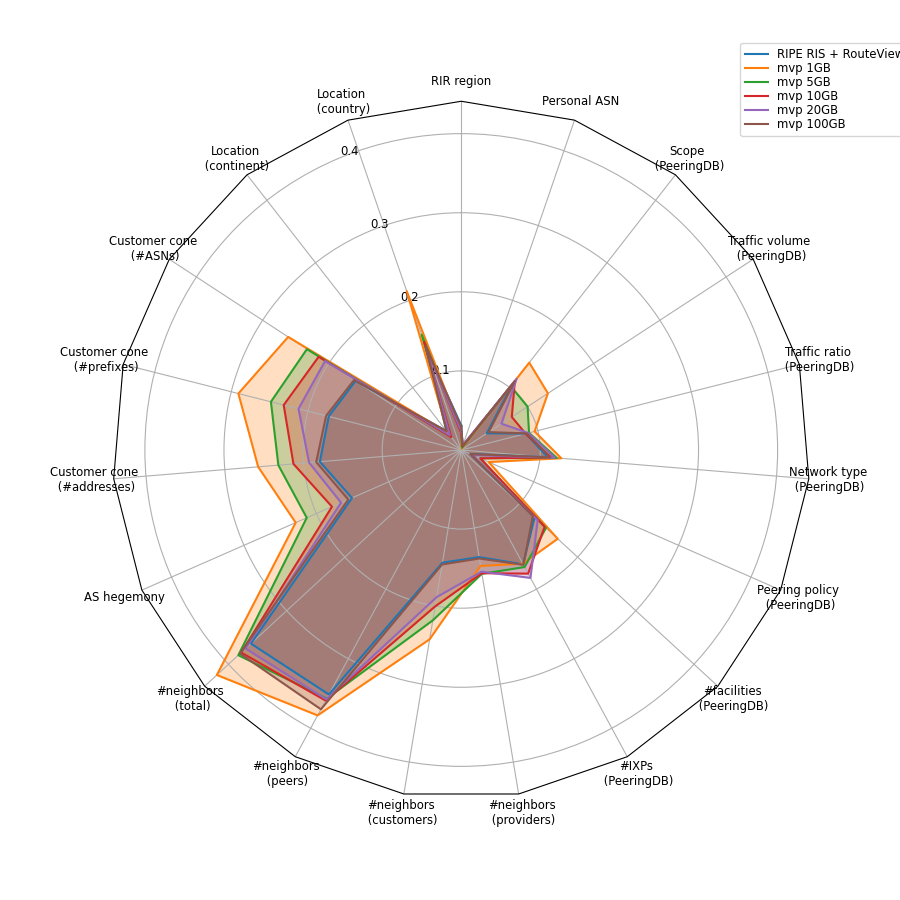 RIPE RIS + RouteView
mvp 1GB
mvp 5GB
mvp 10GB
mvp 20GB
mvp 100GB
RIR region
Personal ASN
Scope
(PeeringDB)
Traffic volume
(PeeringDB)
Traffic ratio
(PeeringDB)
Network type
(PeeringDB)
Peering policy
(PeeringDB)
#facilities
(PeeringDB)
#IXPs
(PeeringDB)
#neighbors
(providers)
#neighbors
(customers)
#neighbors
(peers)
#neighbors
(total)
AS hegemony
Customer cone
(#addresses)
Customer cone
(#prefixes)
Customer cone
(#ASNs)
Location
(continent)
Location
(country)
0.4
0.3
0.2
0.1